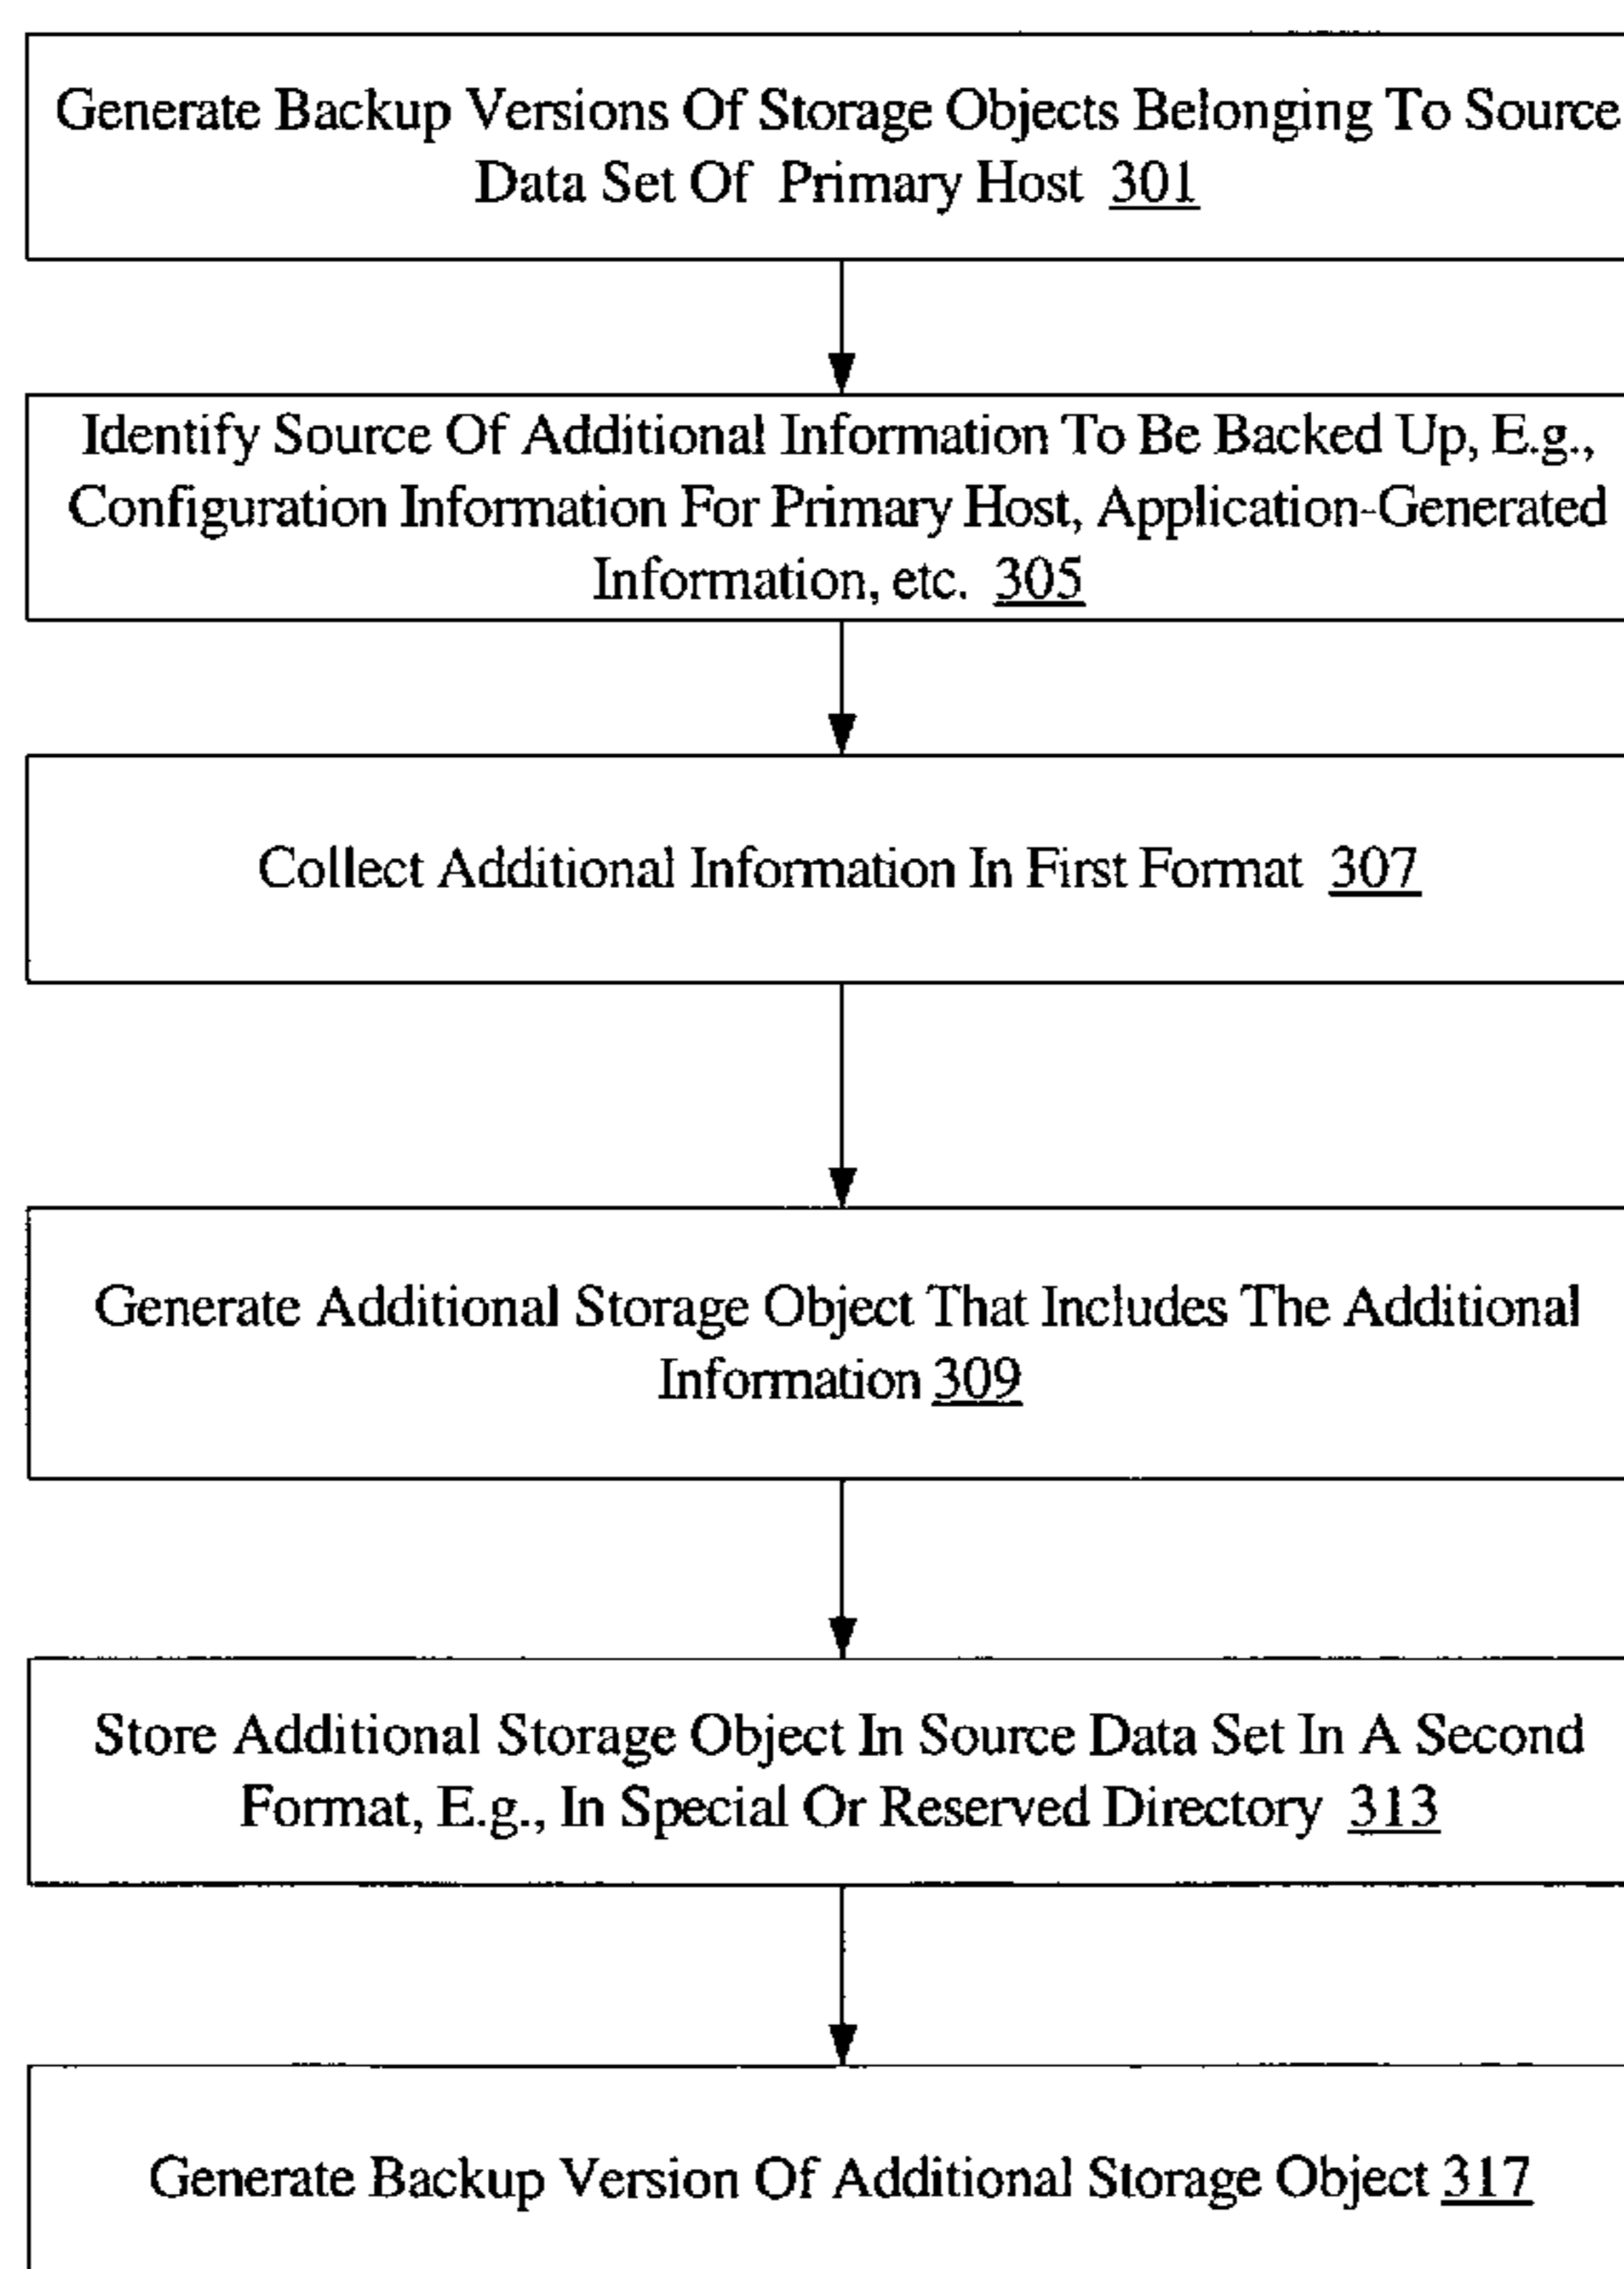 Generate Backup Versions Of Storage Objects Belonging To Source
Data Set Of Primary Host 301
Identify Source Of Additional Information To Be Backed Up, E.g.,
Configuration Information For Primary Host, Application-Generated
Information, etc. 305
Collect Additional Information In First Format 307
Generate Additional Storage Object That Includes The Additional
Information 309
Store Additional Storage Object In Source Data Set In A Second
Format, E.g., In Special Or Reserved Directory 313
Generate Backup Version Of Additional Storage Object 317